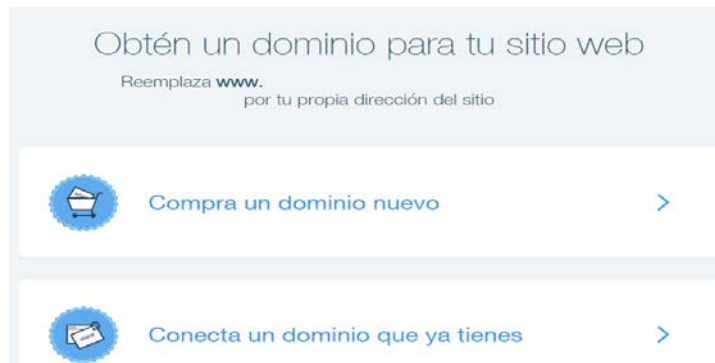 Obtén un dominio para tu sitio web
Reemplaza www.
por tu propia dirección del sitio
Compra un dominio nuevo
Conecta un dominio que ya tienes